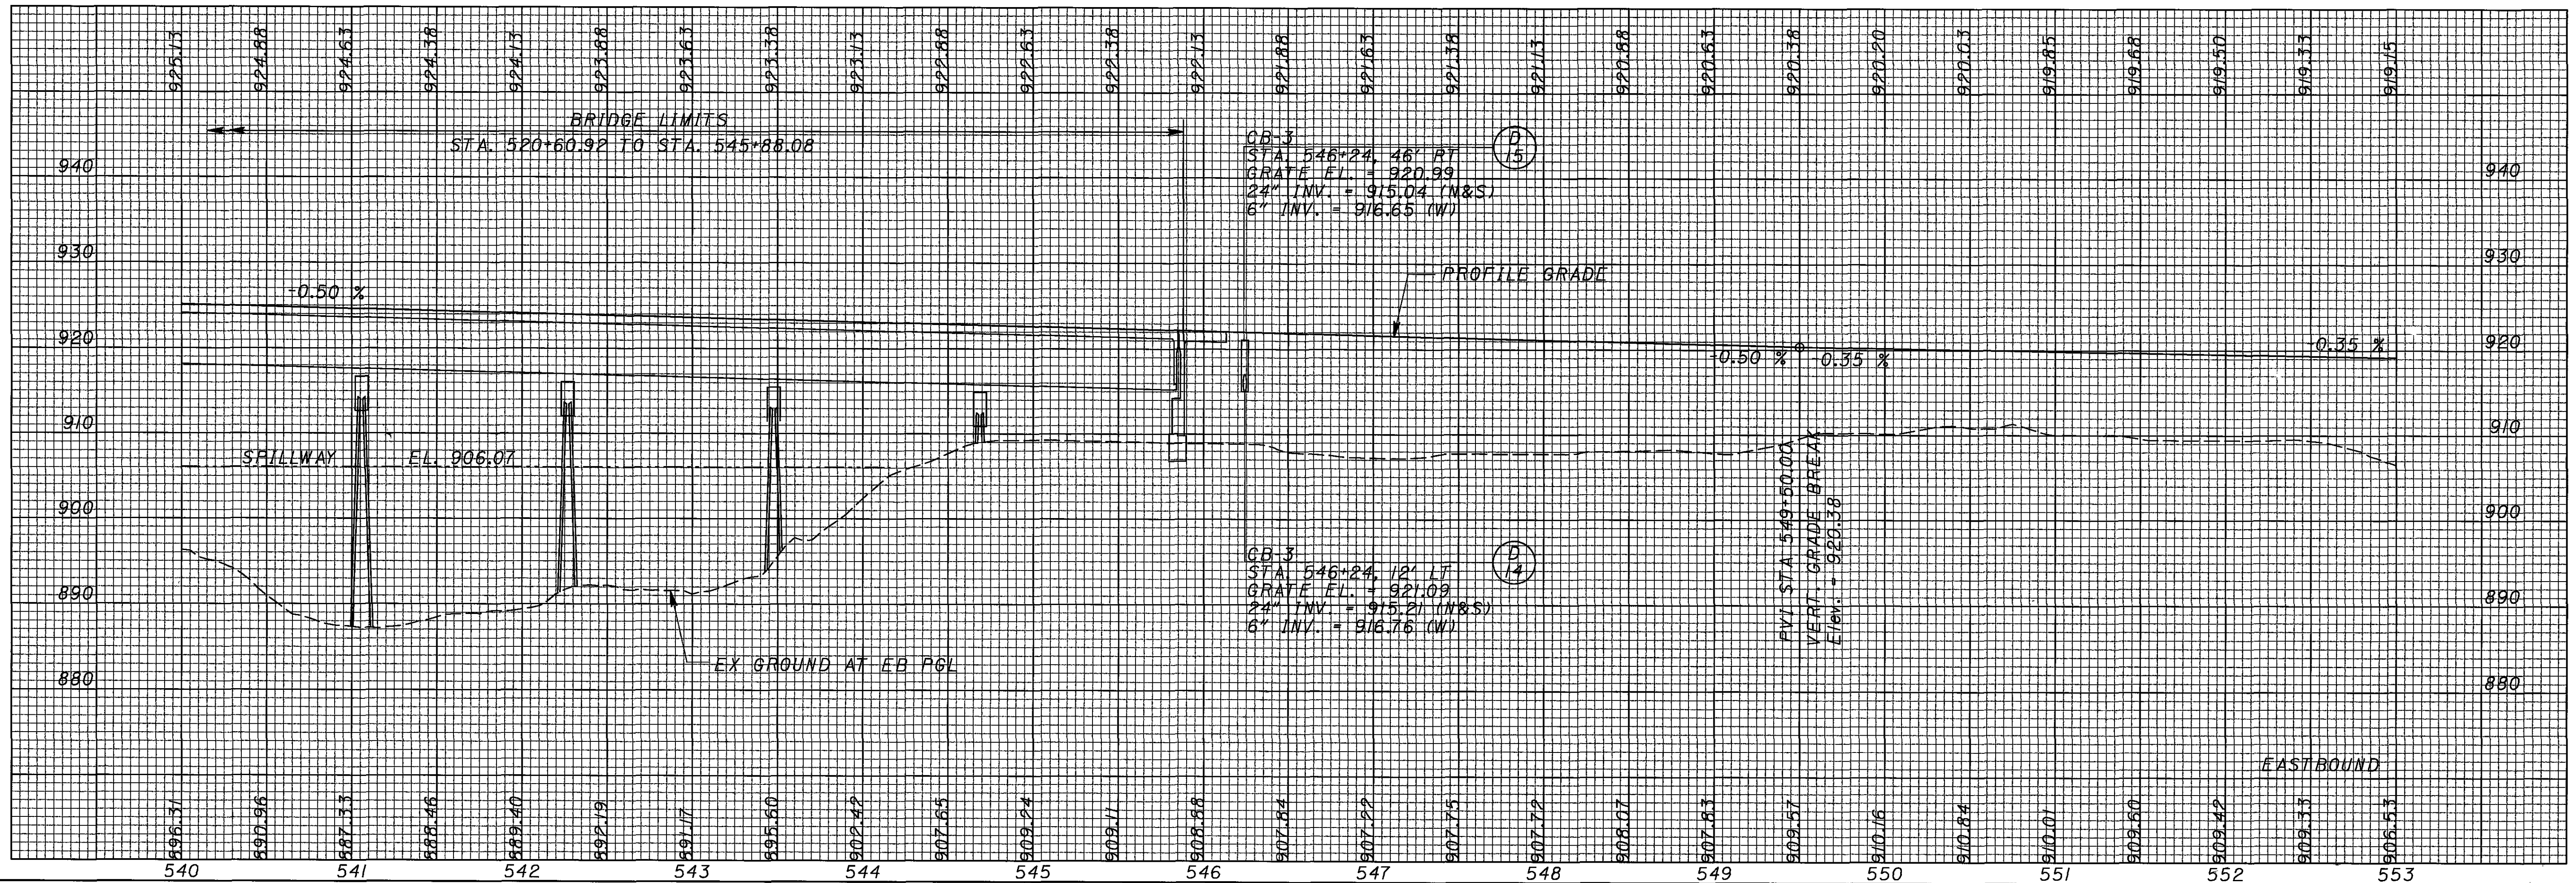 925.13 924.88 924.63 924.38 924.13 923.88 923.63 923.38 923.13 922.88 922.63 922.38 922.13 921.88 921.63 921.38 921.13 920.88 920.63 920.38 920.20 920.03 919.85 919.68 919.50 919.33 919.15
BRIDGE LIMITS
STA. 520+60.92 TO STA. 545+88.08
CB-3
STA. 546+24, 46' RT
GRATE EL. = 920.99
24" INV. = 915.04 (N&S)
6" INV. = 916.65 (W)
D
15
940 940
930 930
PROFILE GRADE
-0.50 %
920 920
-0.50 % 0.35 % -0.35 %
910 910
SPILLWAY EL. 906.07
900 900
PVI STA 549+50.00
VERT. GRADE BREAK
Elev. = 920.38
CB-3
STA. 546+24, 12' LT
GRATE EL. = 921.09
24" INV. = 915.21 (N&S)
6" INV. = 916.76 (W)
D
14
890 890
EX GROUND AT EB PGL
880 880
EASTBOUND
896.31 890.96 887.33 888.46 889.40 892.19 891.17 895.60 902.42 907.65 909.24 909.11 908.88 907.84 907.22 907.75 907.72 908.07 907.83 909.57 910.16 910.84 910.01 909.60 909.42 909.33 906.53
540 541 542 543 544 545 546 547 548 549 550 551 552 553